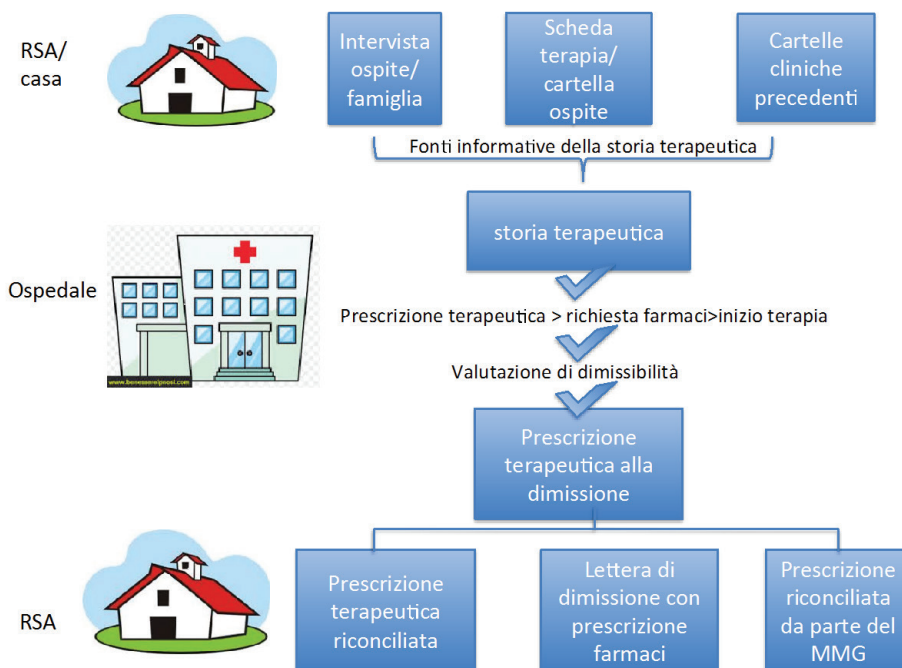 RSA/
casa
Intervista
ospite/
famiglia
Scheda
terapia/
cartella
ospite
Cartelle
cliniche
precedenti
Fonti informative della storia terapeutica
storia terapeutica
Ospedale
Prescrizione terapeutica > richiesta farmaci>inizio terapia
Valutazione di dimissibilità
Prescrizione
terapeutica alla
dimissione
RSA
Prescrizione
terapeutica
riconciliata
Lettera di
dimissione con
prescrizione
farmaci
Prescrizione
riconciliata
da parte del
MMG